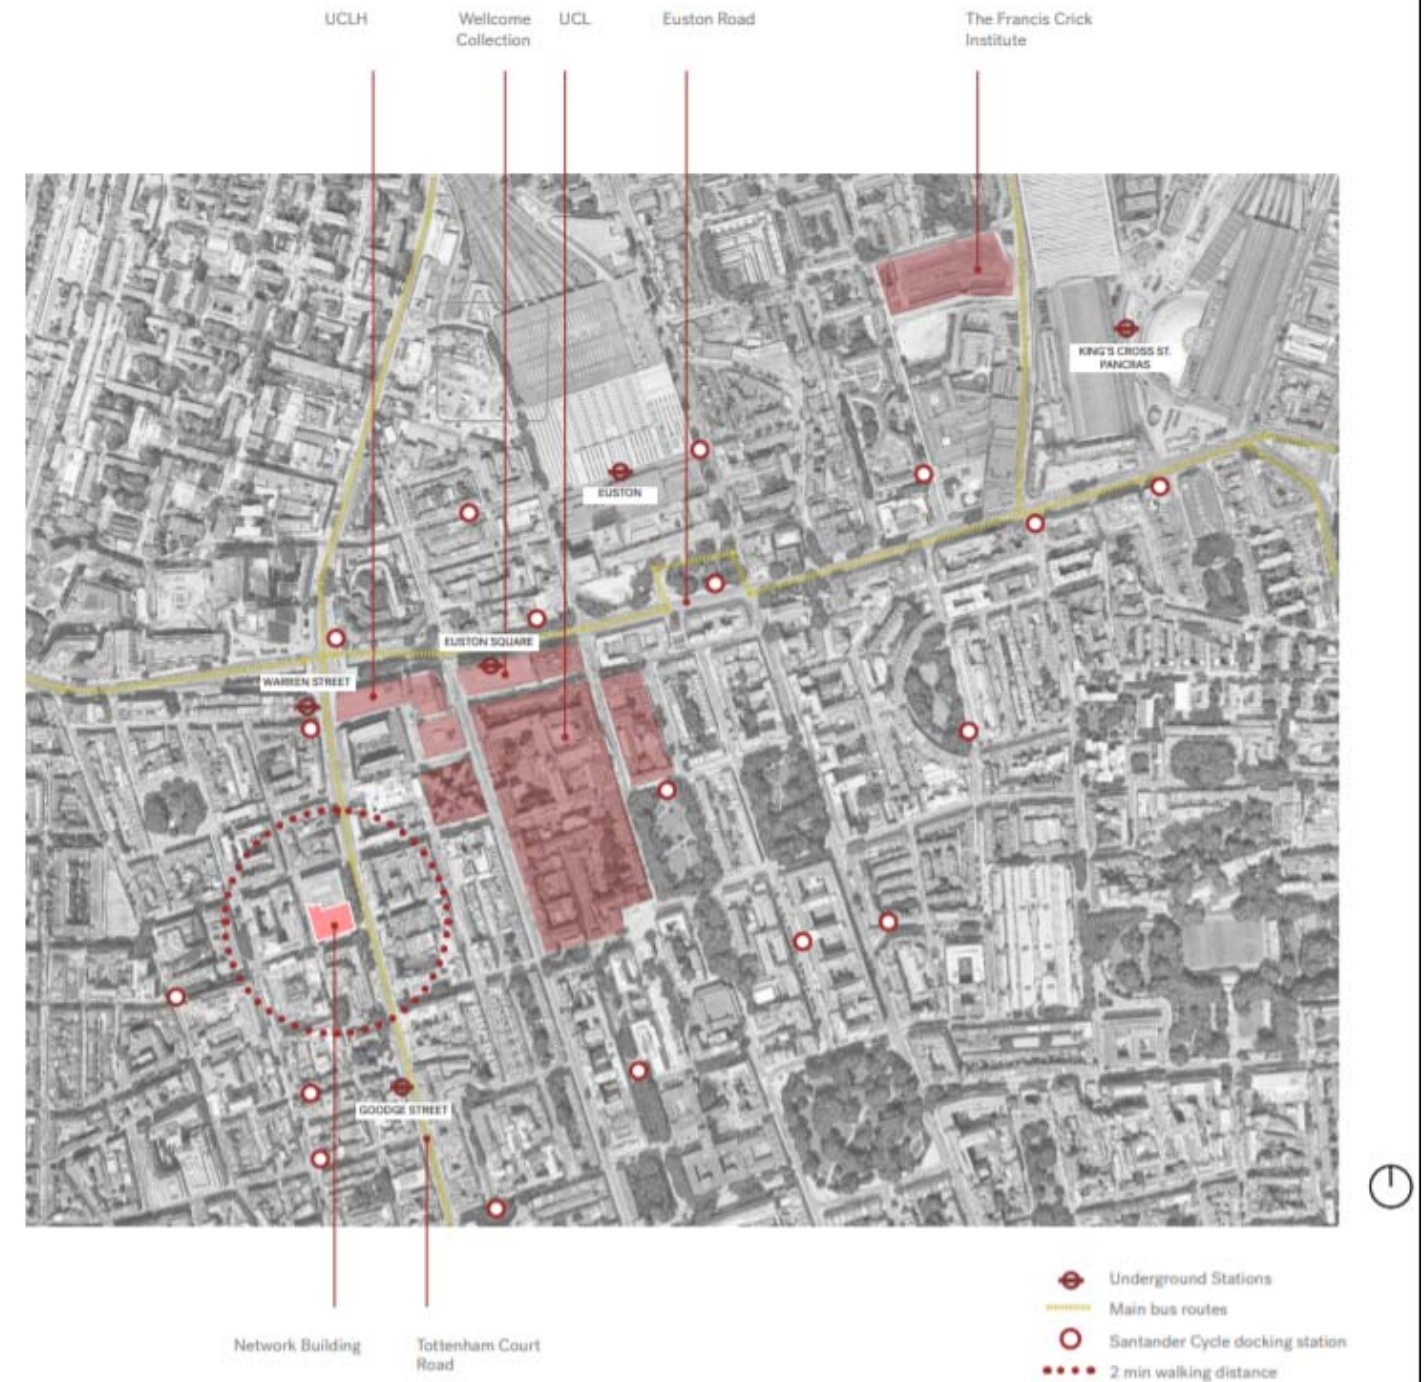 UCLH
Wellcome
Collection
UCL
Euston Road
The Francis Crick
Institute
KING'S CROSS ST.
PANCRAS
EUSTON
EUSTON SQUARE
WARREN STREET
GOODGE STREET
Network Building
Tottenham Court
Road
Underground Stations
Main bus routes
Santander Cycle docking station
2 min walking distance